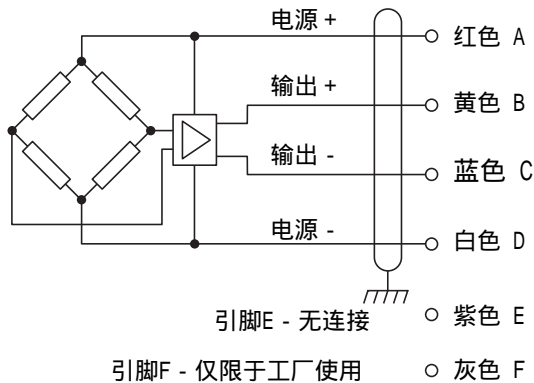 电源 +
红色 A
输出 +
黄色 B
输出 -
蓝色 C
电源 -
白色 D
引脚E - 无连接
紫色 E
引脚F - 仅限于工厂使用
灰色 F